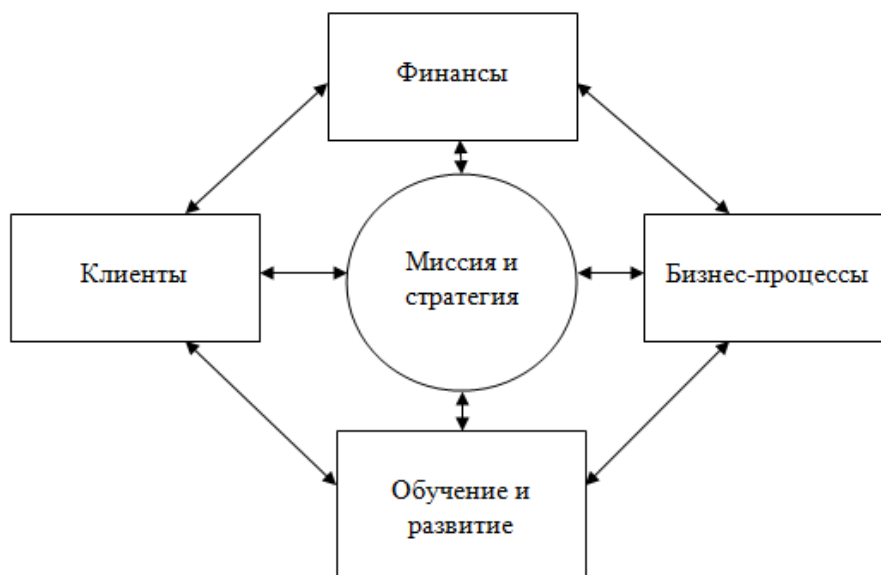 Финансы
Клиенты
Миссия и
стратегия
Бизнес-процессы
Обучение и
развитие